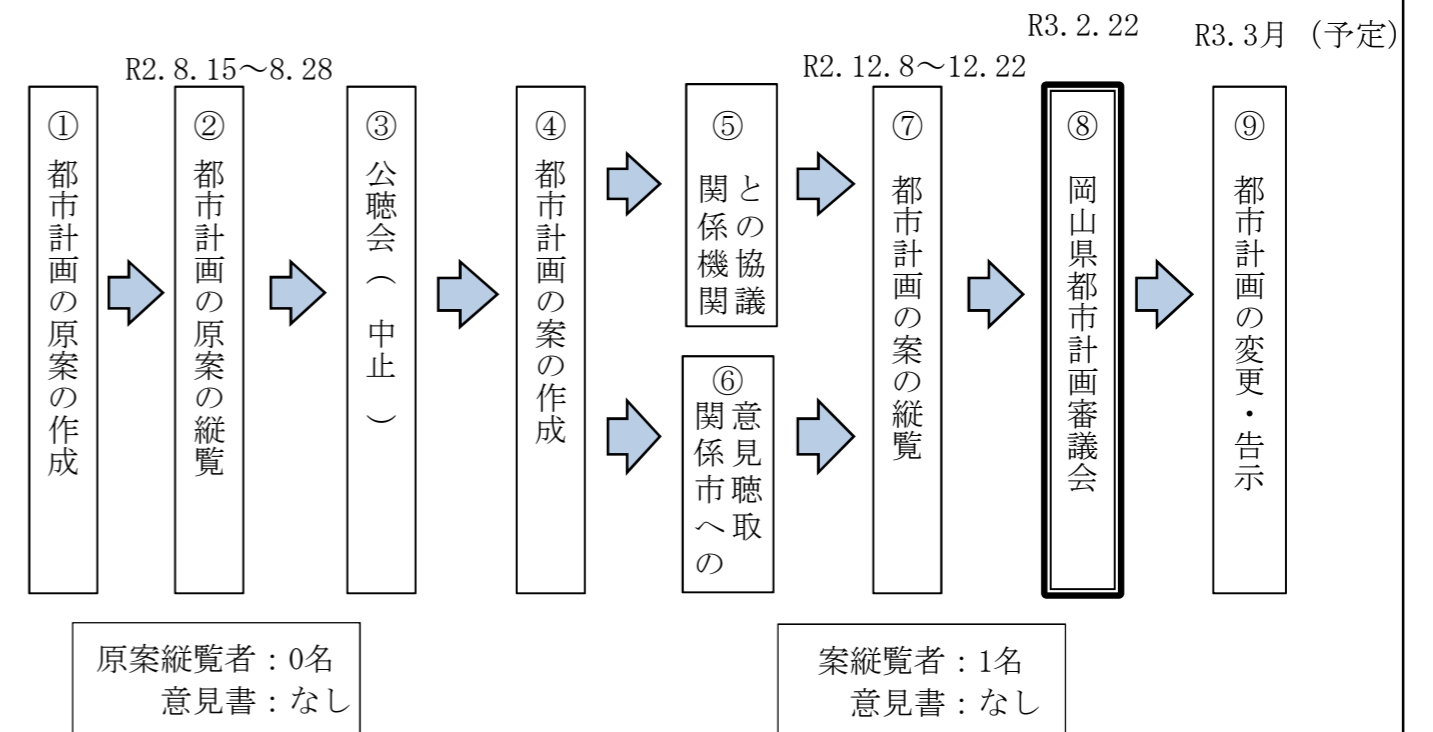 R3.2.22
R3.3月（予定）
R2.8.15～8.28
R2.12.8～12.22
① 都市計画の原案の作成
② 都市計画の原案の縦覧
③ 公聴会（中止）
④ 都市計画の案の作成
⑤
関係機関
との協議
⑥
関係市への
意見聴取
⑦ 都市計画の案の縦覧
⑧ 岡山県都市計画審議会
⑨ 都市計画の変更・告示
原案縦覧者：0名
意見書：なし
案縦覧者：1名
意見書：なし